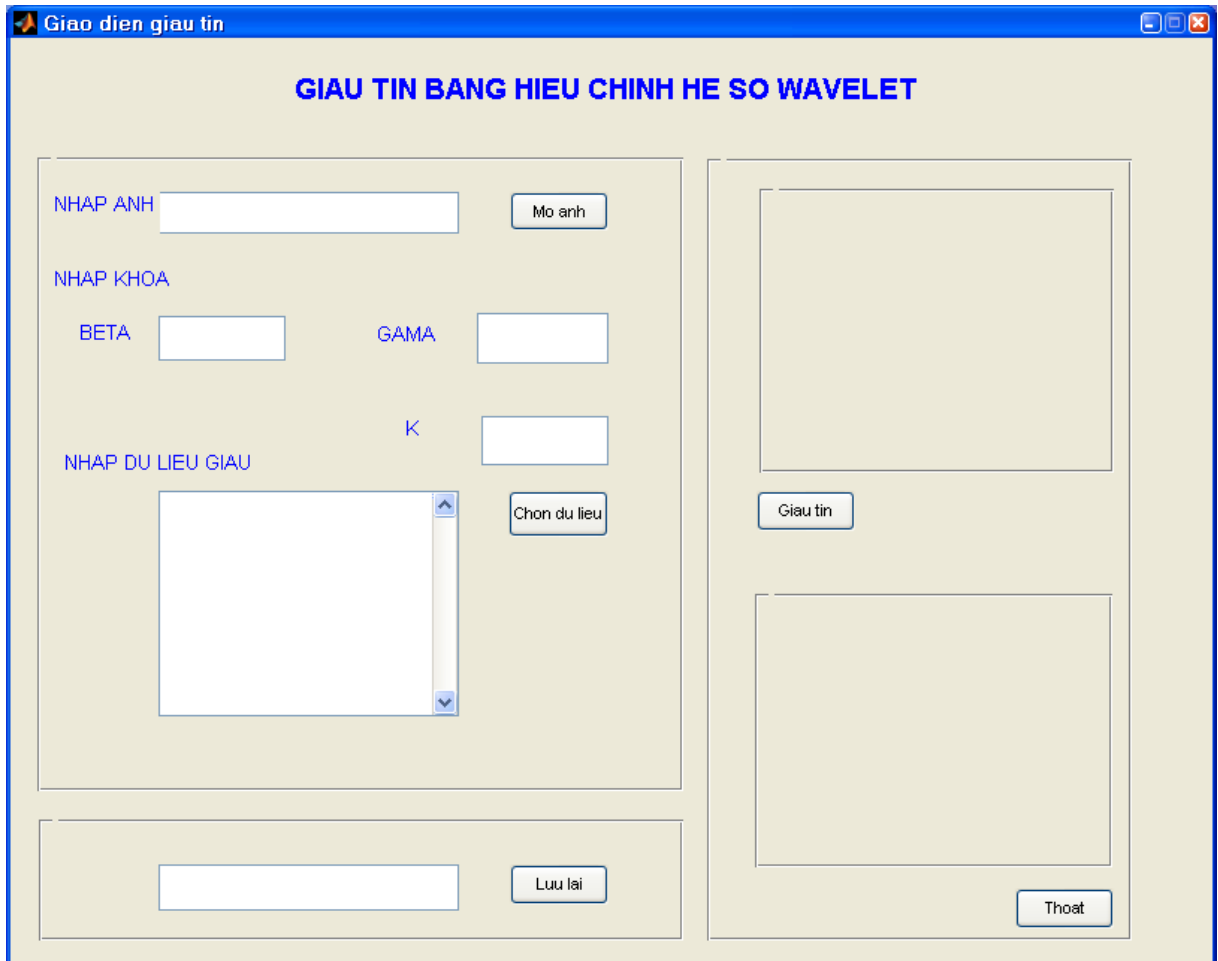 Giao dien giau tin
GIAU TIN BANG HIEU CHINH HE SO WAVELET
NHAP ANH
Mo anh
NHAP KHOA
BETA
GAMA
K
NHAP DU LIEU GIAU
Chon du lieu
Luu lai
Giau tin
Thoat